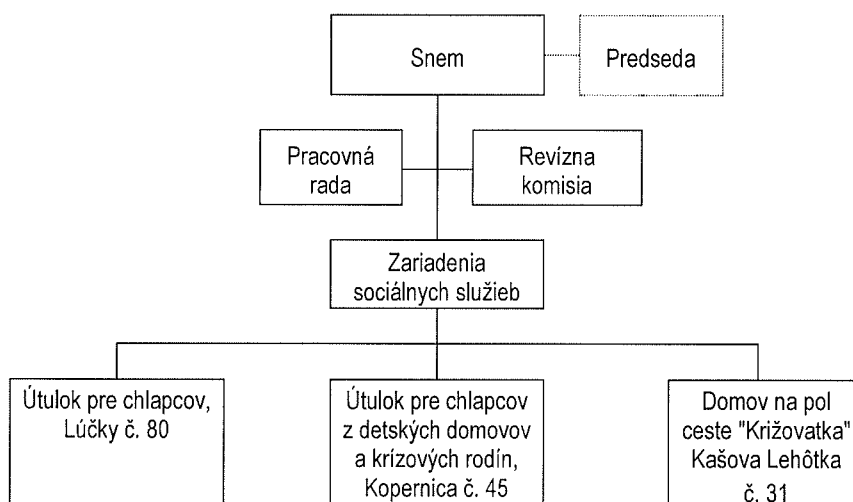 Snem
Predseda
Pracovná
rada
Revízna
komisia
Zariadenia
sociálnych služieb
Útulok pre chlapcov,
Lúčky č. 80
Útulok pre chlapcov
z detských domovov
a krízových rodín,
Kopernica č. 45
Domov na pol
ceste "Križovatka"
Kašova Lehôtka
č. 31